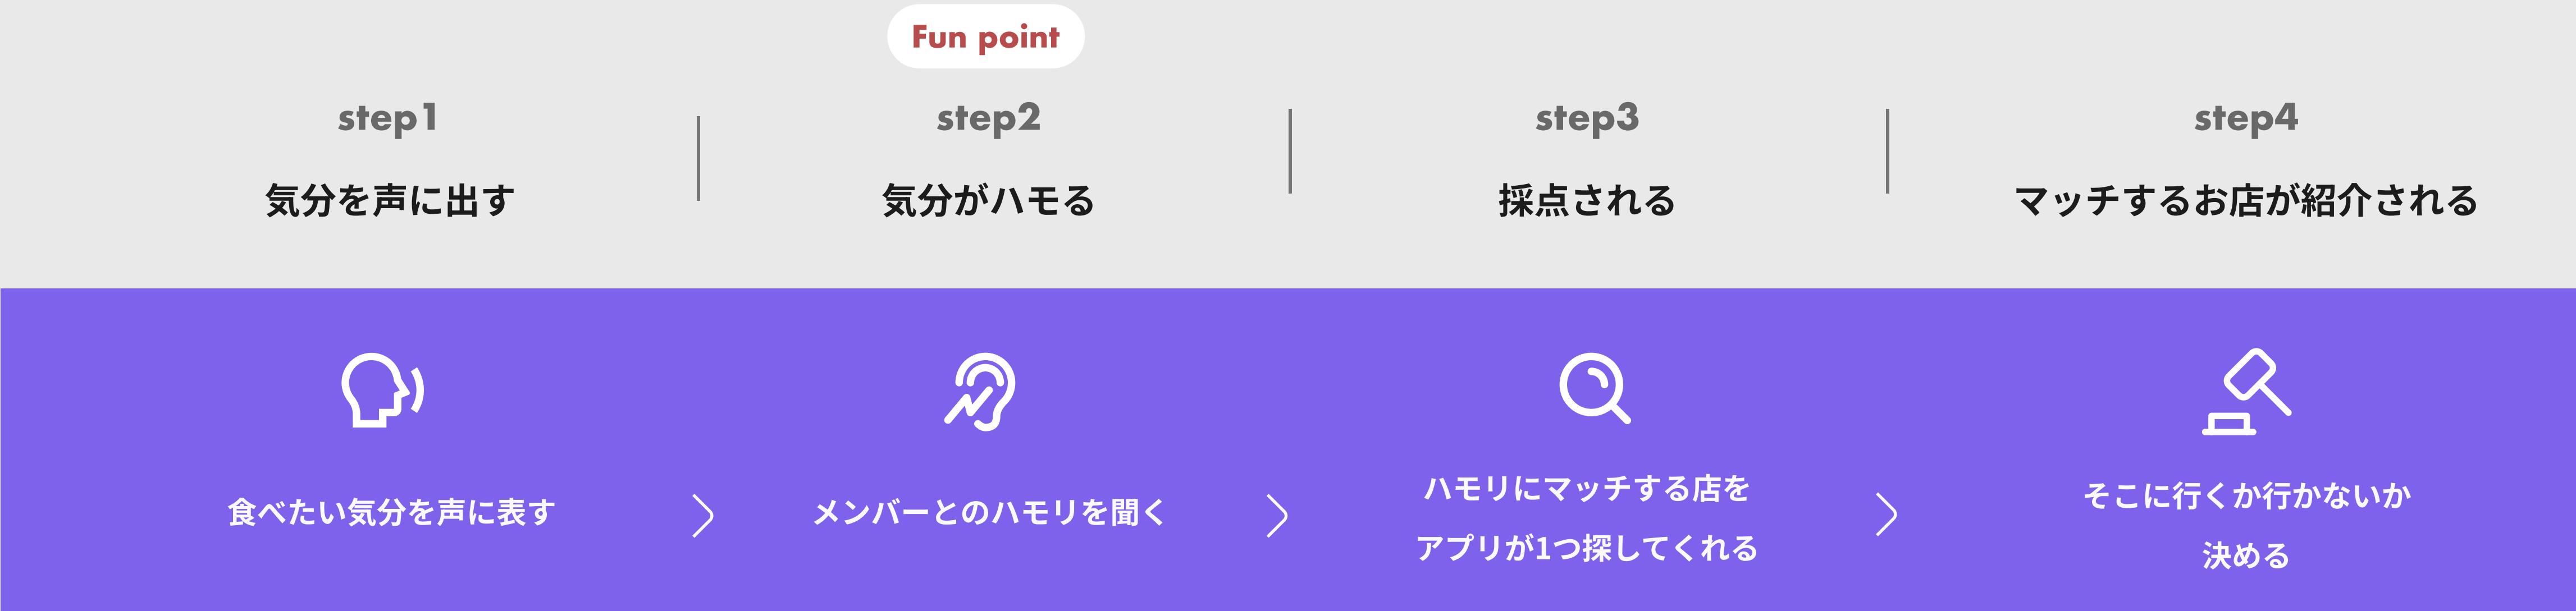 Fun point
step1
気分を声に出す
step2
気分がハモる
step3
採点される
step4
マッチするお店が紹介される
食べたい気分を声に表す
メンバーとのハモリを聞く
ハモリにマッチする店を
アプリが1つ探してくれる
そこに行くか行かないか
決める